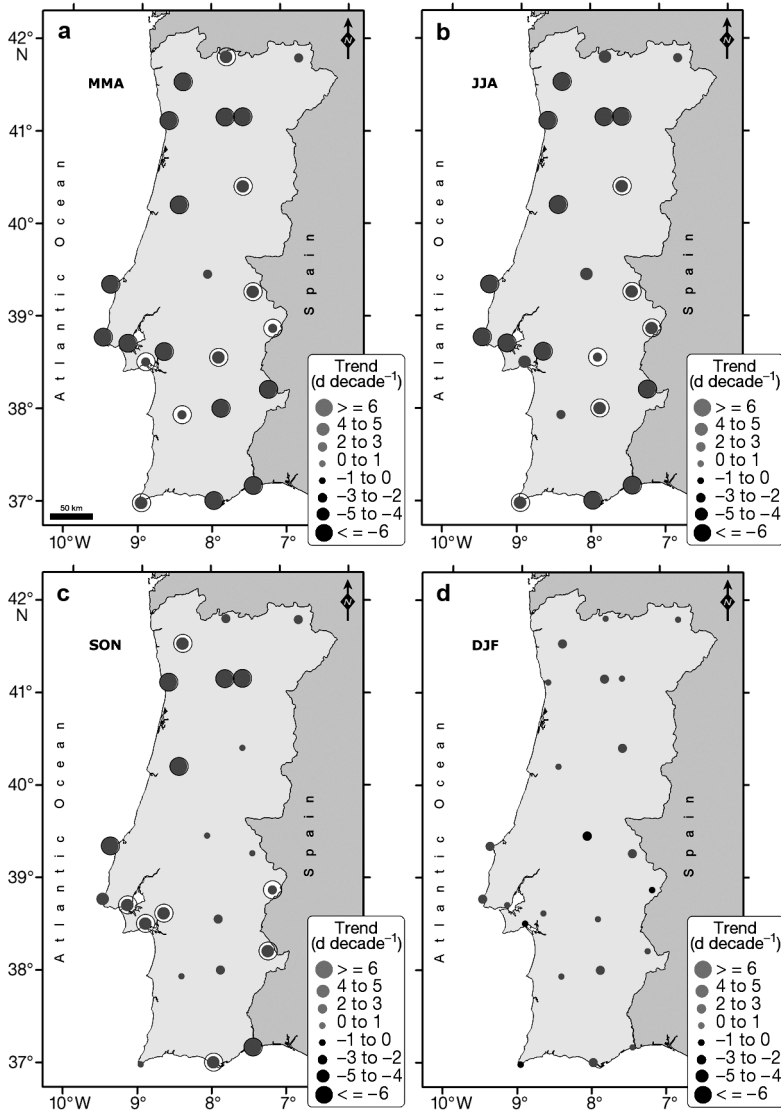 a
42°
N
MMA
41°
40°
39°
38°
37°
Atlantic Ocean
Spain
N
50 km
10°W
9°
8°
7°
Trend
(d decade⁻¹)
> = 6
4 to 5
2 to 3
0 to 1
–1 to 0
–3 to –2
–5 to –4
< = –6
b
JJA
Atlantic Ocean
Spain
N
10°W
9°
8°
7°
Trend
(d decade⁻¹)
> = 6
4 to 5
2 to 3
0 to 1
–1 to 0
–3 to –2
–5 to –4
< = –6
c
42°
N
SON
41°
40°
39°
38°
37°
Atlantic Ocean
Spain
N
10°W
9°
8°
7°
Trend
(d decade⁻¹)
> = 6
4 to 5
2 to 3
0 to 1
–1 to 0
–3 to –2
–5 to –4
< = –6
d
DJF
Atlantic Ocean
Spain
N
10°W
9°
8°
7°
Trend
(d decade⁻¹)
> = 6
4 to 5
2 to 3
0 to 1
–1 to 0
–3 to –2
–5 to –4
< = –6